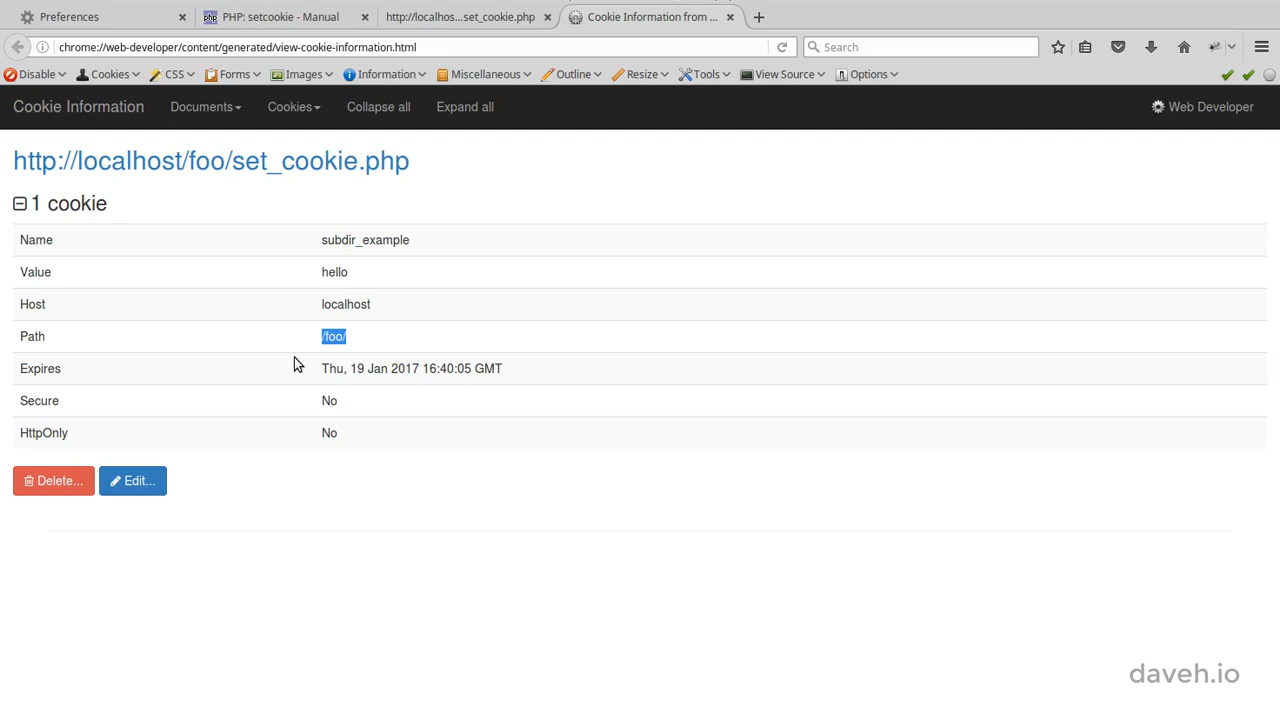 Preferences
PHP: setcookie - Manual
http://localhos...set_cookie.php
Cookie Information from ...
chrome://web-developer/content/generated/view-cookie-information.html
Search
Disable
Cookies
CSS
Forms
Images
Information
Miscellaneous
Outline
Resize
Tools
View Source
Options
Cookie Information
Documents
Cookies
Collapse all
Expand all
Web Developer
http://localhost/foo/set_cookie.php
1 cookie
Name subdir_example
Value hello
Host localhost
Path /foo/
Expires Thu, 19 Jan 2017 16:40:05 GMT
Secure No
HttpOnly No
Delete...
Edit...
daveh.io